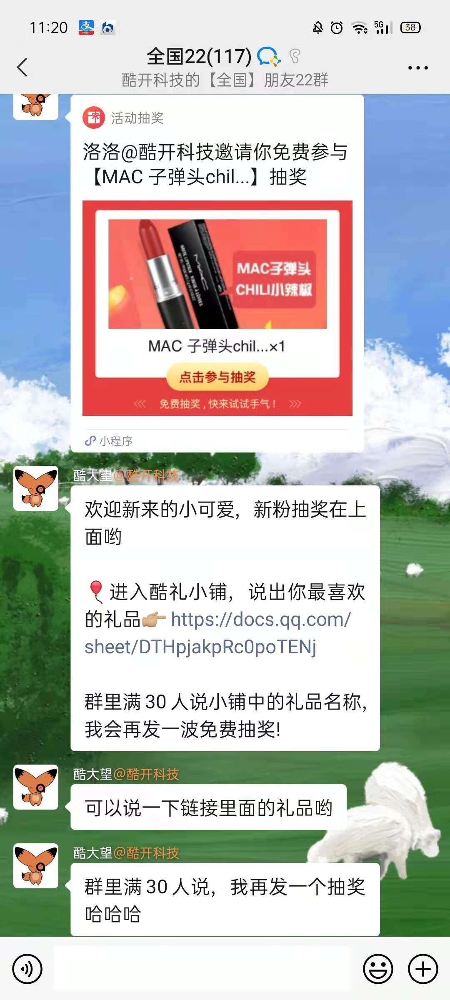 11:20
5G
38
全国22(117)
酷开科技的【全国】朋友22群
活动抽奖
洛洛@酷开科技邀请你免费参与
【MAC 子弹头chil...】抽奖
MAC子弹头
CHILI小辣椒
MAC 子弹头chil...×1
点击参与抽奖
免费抽奖,快来试试手气!
小程序
酷大望@酷开科技
欢迎新来的小可爱，新粉抽奖在上
面哟
🎈进入酷礼小铺，说出你最喜欢
的礼品👉https://docs.qq.com/
sheet/DTHpjakpRc0poTENj
群里满30人说小铺中的礼品名称,
我会再发一波免费抽奖!
酷大望@酷开科技
可以说一下链接里面的礼品哟
酷大望@酷开科技
群里满30人说，我再发一个抽奖
哈哈哈